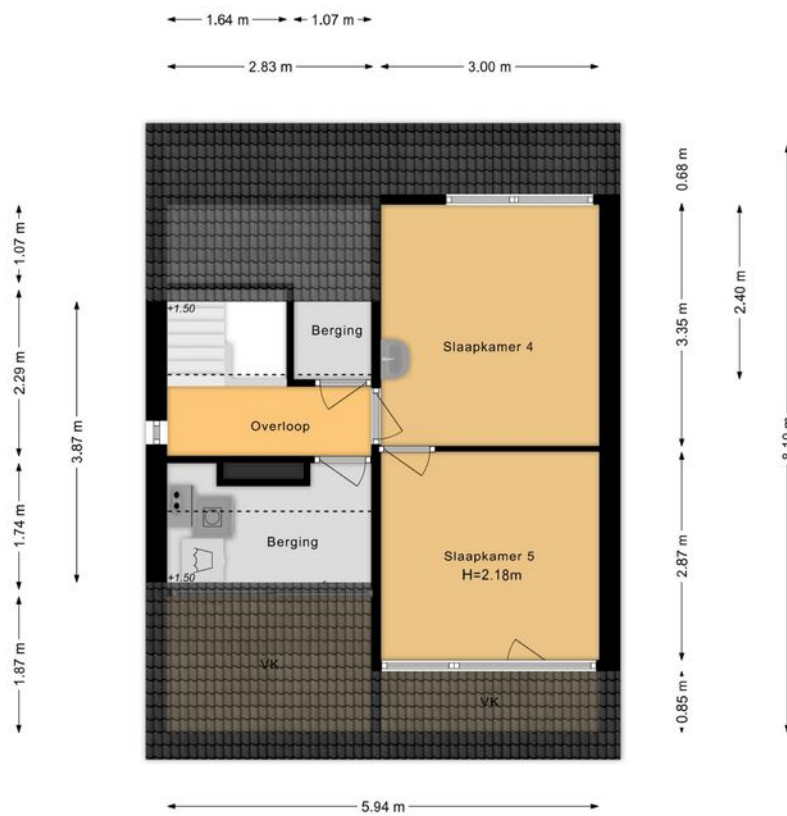 1.64 m
1.07 m
2.83 m
3.00 m
0.68 m
1.07 m
2.40 m
+1.50
Berging
3.35 m
Slaapkamer 4
2.29 m
8.19 m
Overloop
3.87 m
1.74 m
Berging
Slaapkamer 5
H=2.18m
2.87 m
+1.50
1.87 m
VK
VK
0.85 m
5.94 m